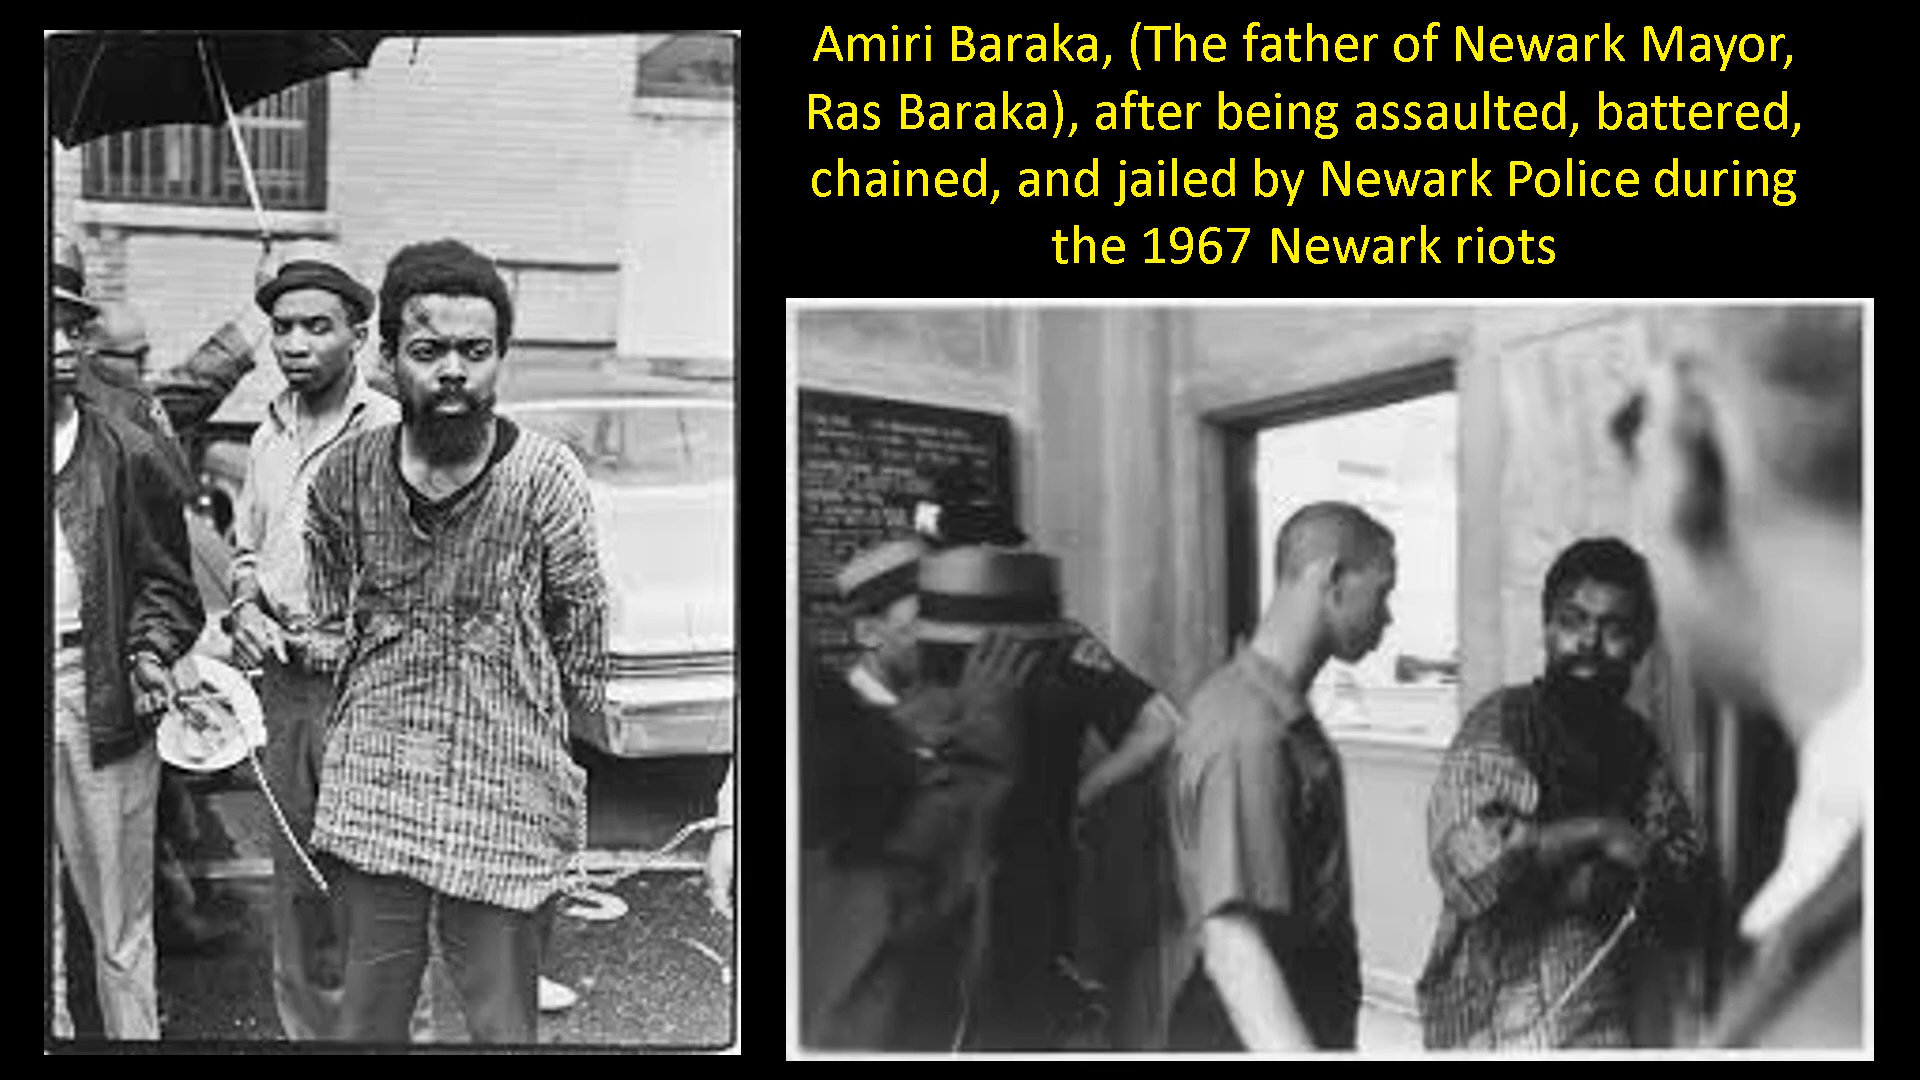 Amiri Baraka, (The father of Newark Mayor,
Ras Baraka), after being assaulted, battered,
chained, and jailed by Newark Police during
the 1967 Newark riots